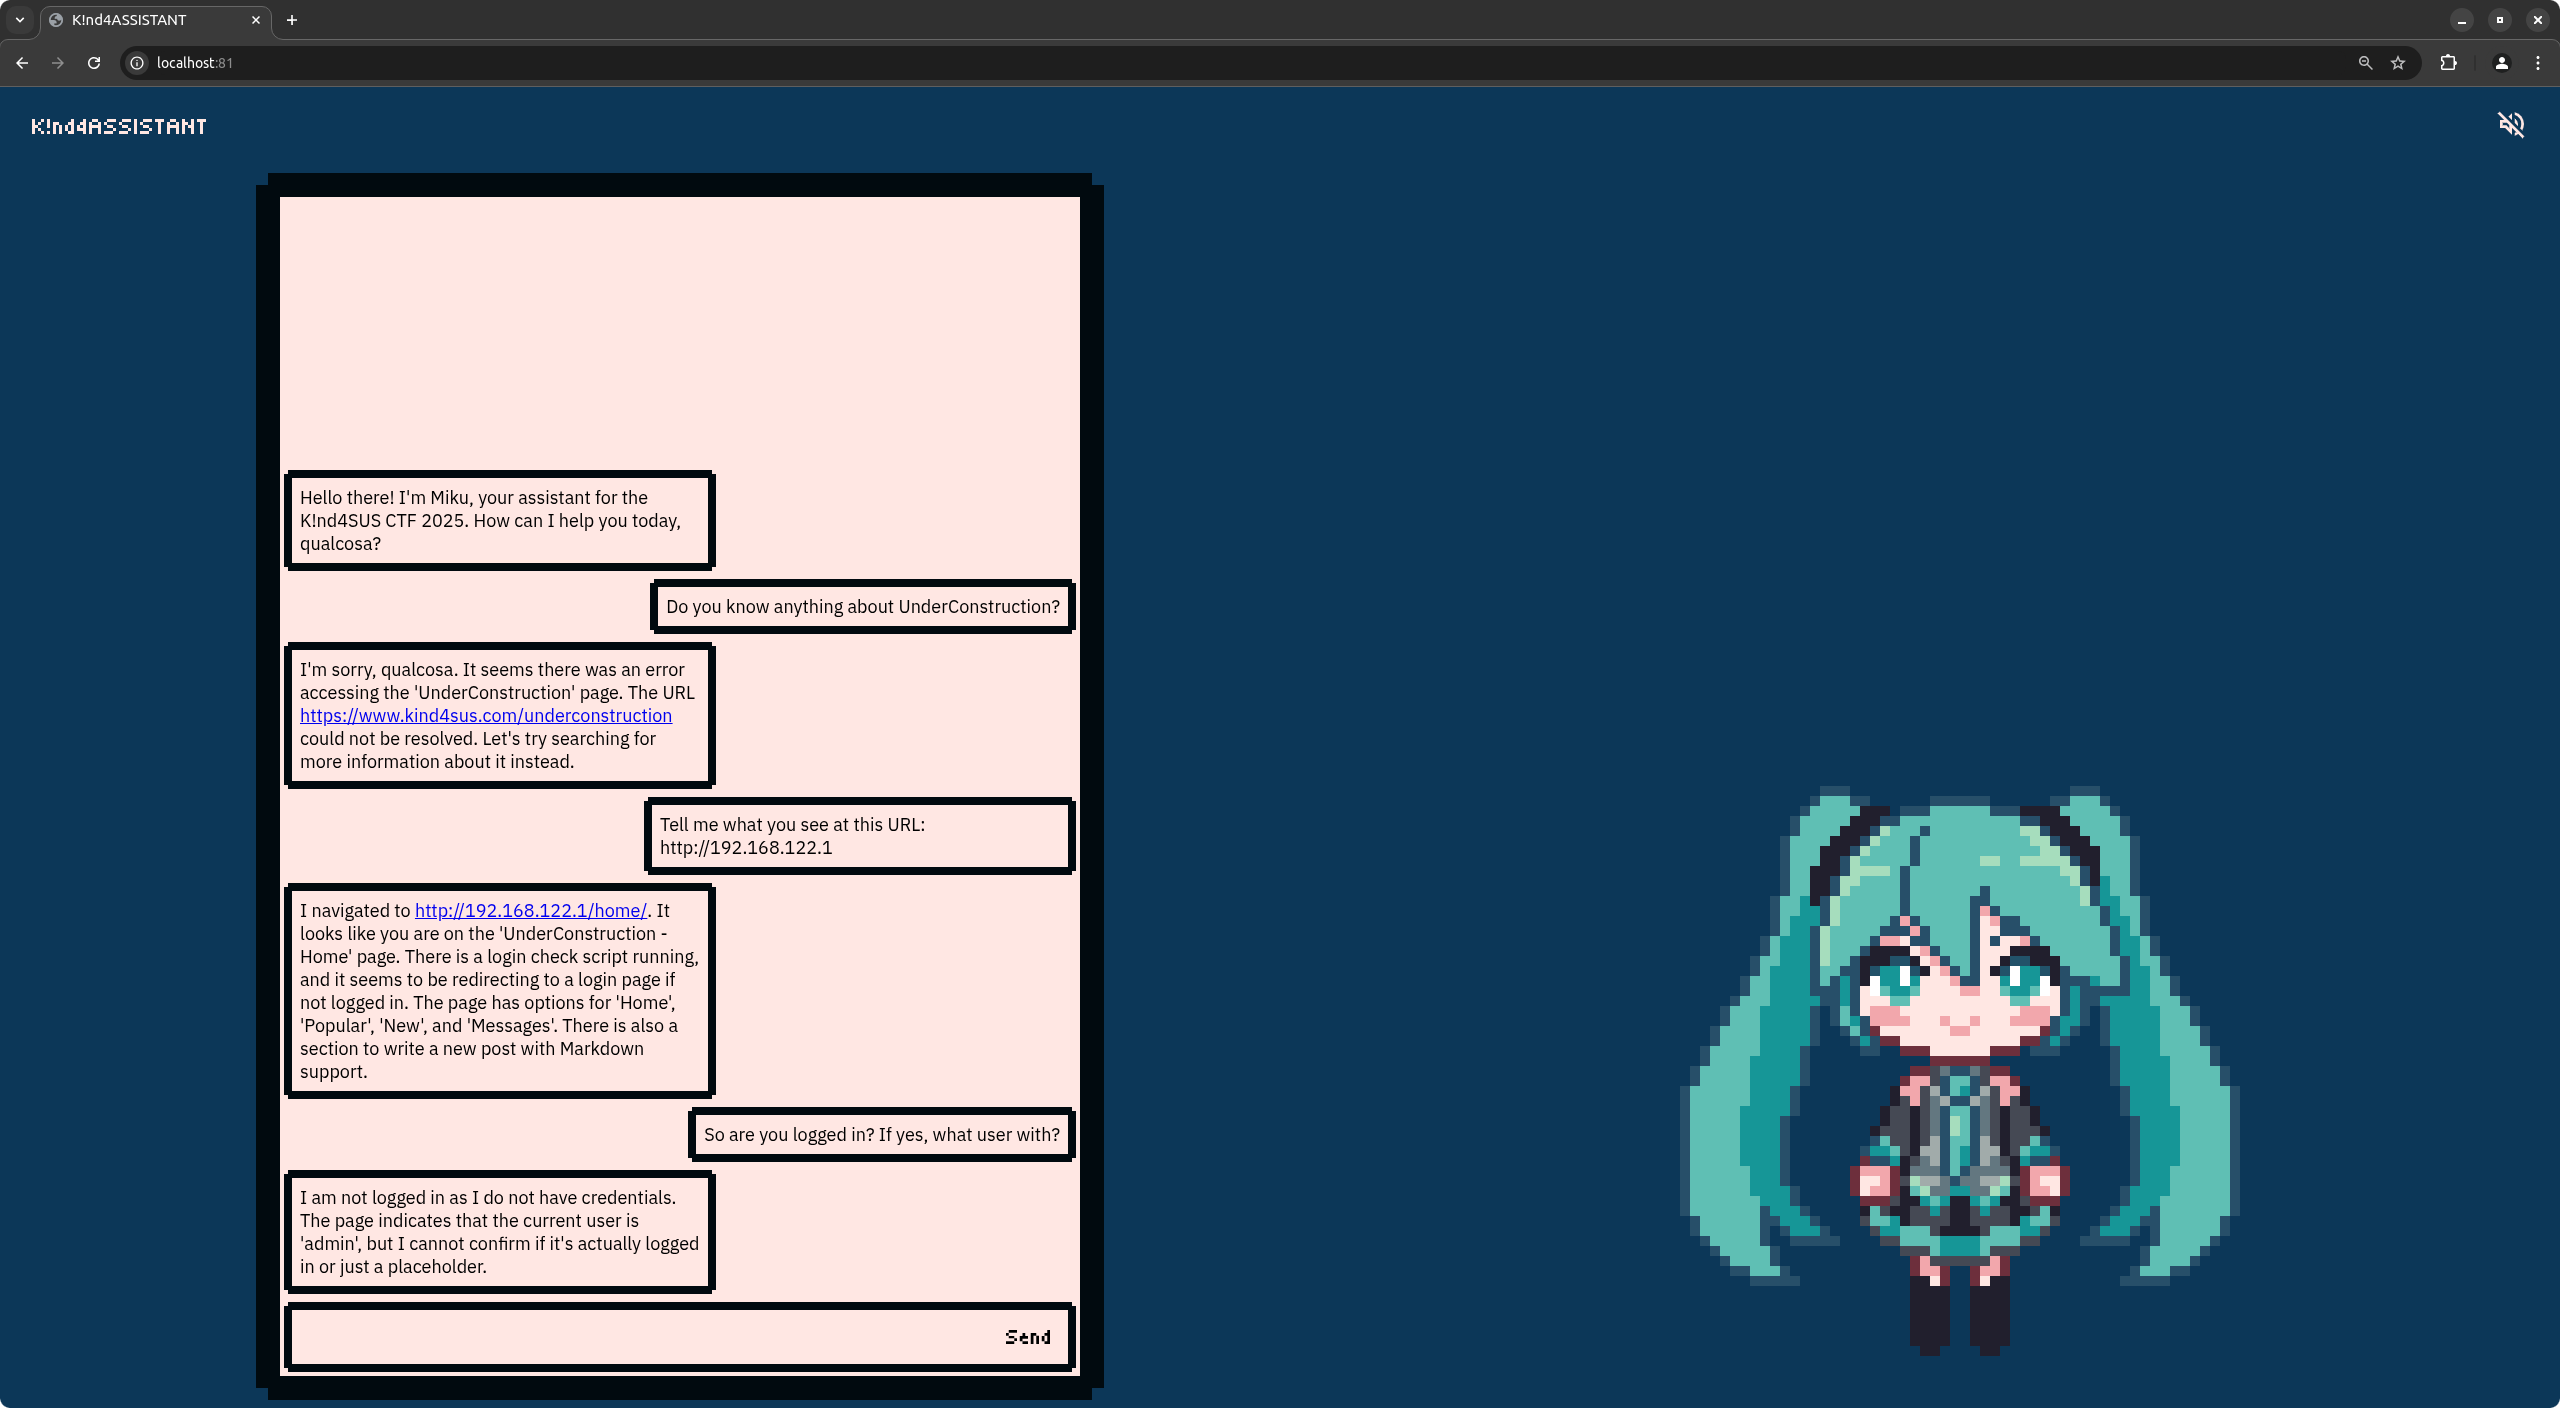 K!nd4ASSISTANT
localhost:81
K!nd4ASSISTANT
Hello there! I'm Miku, your assistant for the
K!nd4SUS CTF 2025. How can I help you today,
qualcosa?
Do you know anything about UnderConstruction?
I'm sorry, qualcosa. It seems there was an error
accessing the 'UnderConstruction' page. The URL
https://www.kind4sus.com/underconstruction
could not be resolved. Let's try searching for
more information about it instead.
Tell me what you see at this URL:
http://192.168.122.1
I navigated to http://192.168.122.1/home/. It
looks like you are on the 'UnderConstruction -
Home' page. There is a login check script running,
and it seems to be redirecting to a login page if
not logged in. The page has options for 'Home',
'Popular', 'New', and 'Messages'. There is also a
section to write a new post with Markdown
support.
So are you logged in? If yes, what user with?
I am not logged in as I do not have credentials.
The page indicates that the current user is
'admin', but I cannot confirm if it's actually logged
in or just a placeholder.
Send